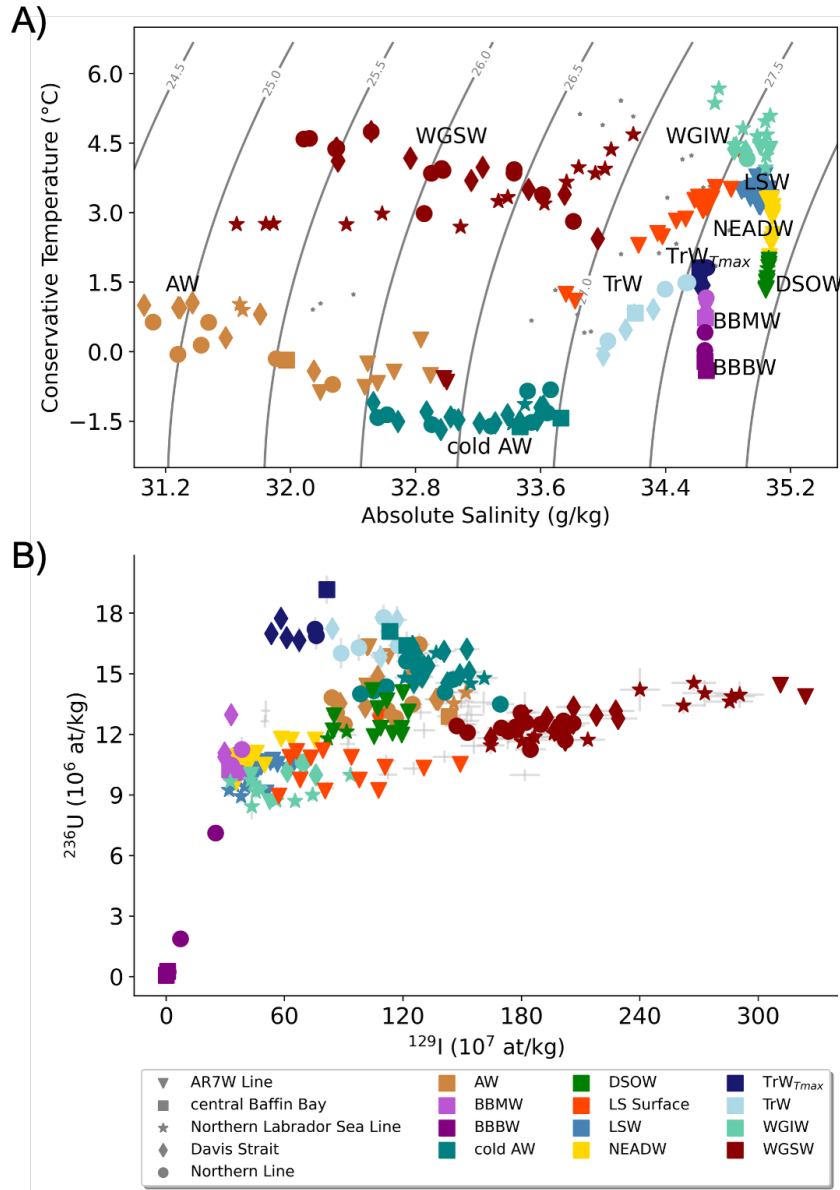 A)
24.5
25.0
25.5
26.0
26.5
27.0
27.5
6.0
4.5
3.0
1.5
0.0
−1.5
Conservative Temperature (°C)
WGSW
WGIW
LSW
NEADW
TrW_Tmax
AW
TrW
DSOW
BBMW
BBBW
cold AW
31.2 32.0 32.8 33.6 34.4 35.2
Absolute Salinity (g/kg)
B)
18
15
12
9
6
3
0
²³⁶U (10⁶ at/kg)
0 60 120 180 240 300
¹²⁹I (10⁷ at/kg)
AR7W Line
central Baffin Bay
Northern Labrador Sea Line
Davis Strait
Northern Line
AW
BBMW
BBBW
cold AW
DSOW
LS Surface
LSW
NEADW
TrW_Tmax
TrW
WGIW
WGSW